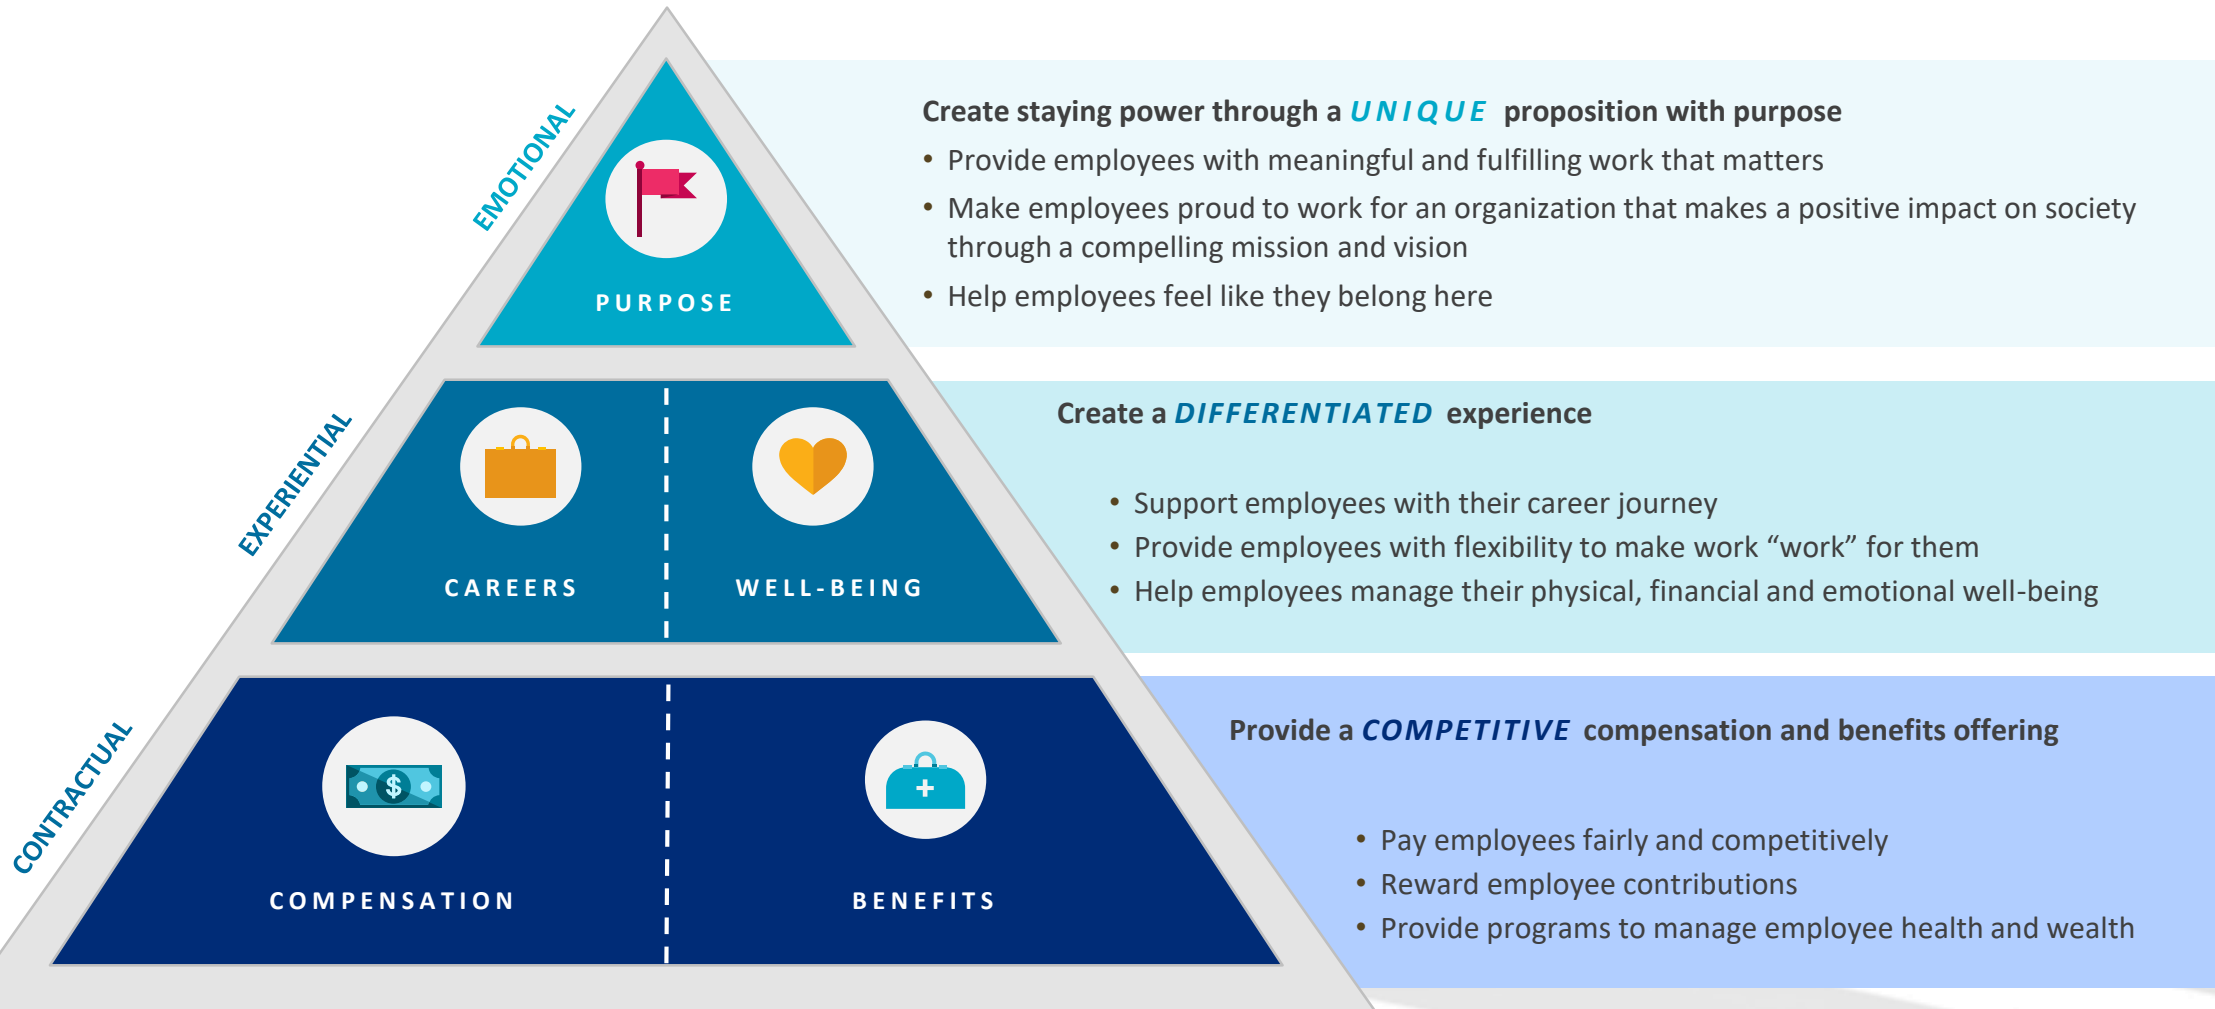 EMOTIONAL
PURPOSE
Create staying power through a UNIQUE proposition with purpose
• Provide employees with meaningful and fulfilling work that matters
• Make employees proud to work for an organization that makes a positive impact on society
through a compelling mission and vision
• Help employees feel like they belong here
EXPERIENTIAL
CAREERS
WELL-BEING
Create a DIFFERENTIATED experience
• Support employees with their career journey
• Provide employees with flexibility to make work “work” for them
• Help employees manage their physical, financial and emotional well-being
CONTRACTUAL
$
COMPENSATION
BENEFITS
Provide a COMPETITIVE compensation and benefits offering
• Pay employees fairly and competitively
• Reward employee contributions
• Provide programs to manage employee health and wealth